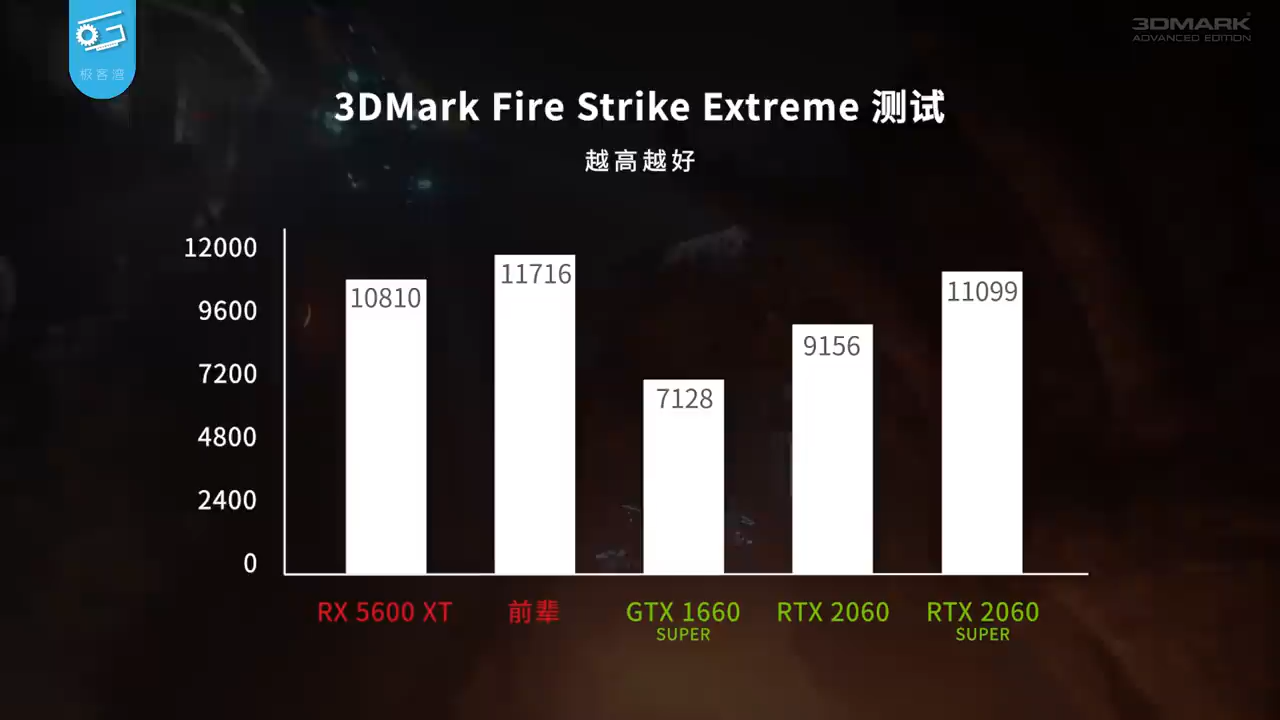 极客湾
3DMARK
ADVANCED EDITION
3DMark Fire Strike Extreme 测试
越高越好
12000
9600
7200
4800
2400
0
10810
11716
7128
9156
11099
RX 5600 XT
前辈
GTX 1660
SUPER
RTX 2060
RTX 2060
SUPER